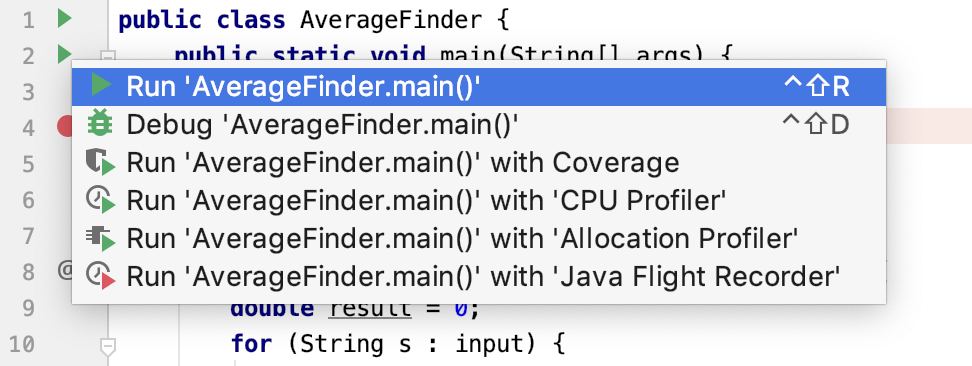 1 public class AverageFinder {
2 public static void main(String[] args) {
3 Run 'AverageFinder.main()' ^⇧R
4 Debug 'AverageFinder.main()' ^⇧D
5 Run 'AverageFinder.main()' with Coverage
6 Run 'AverageFinder.main()' with 'CPU Profiler'
7 Run 'AverageFinder.main()' with 'Allocation Profiler'
8 @ Run 'AverageFinder.main()' with 'Java Flight Recorder'
9 double result = 0;
10 for (String s : input) {